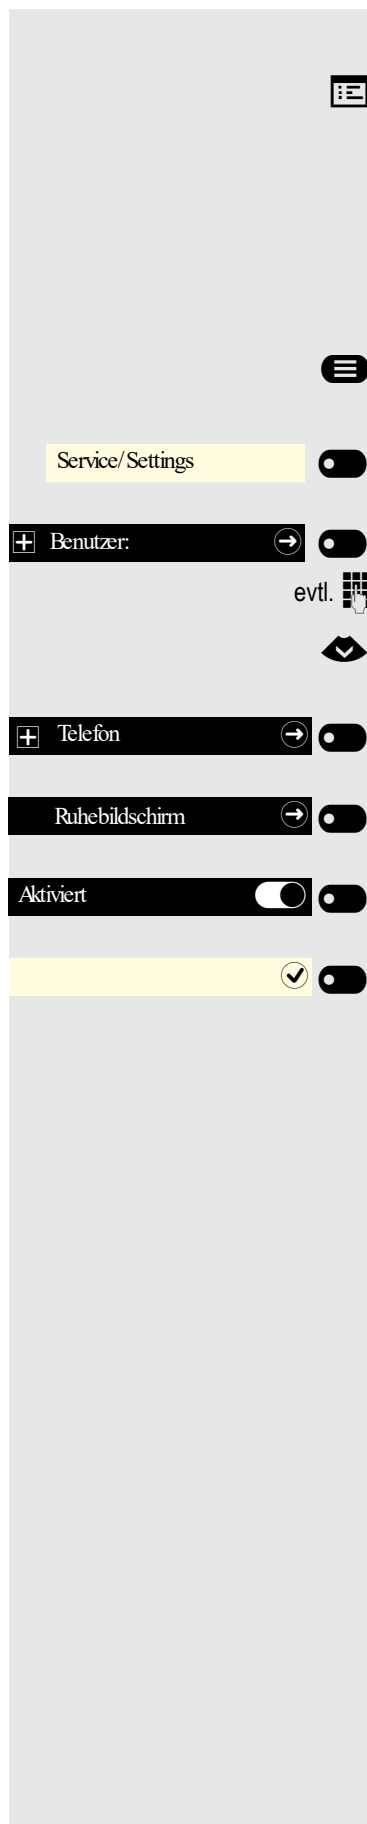 Service/Settings
Benutzer:
evtl.
Telefon
Ruhebildschirm
Aktiviert